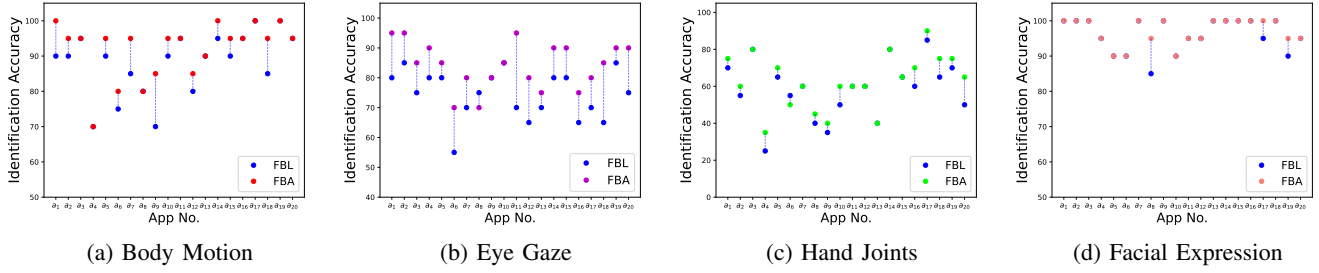 Identification Accuracy
100
90
80
70
60
50
a1 a2 a3 a4 a5 a6 a7 a8 a9 a10 a11 a12 a13 a14 a15 a16 a17 a18 a19 a20
App No.
FBL
FBA
(a) Body Motion
Identification Accuracy
100
90
80
70
60
50
40
a1 a2 a3 a4 a5 a6 a7 a8 a9 a10 a11 a12 a13 a14 a15 a16 a17 a18 a19 a20
App No.
FBL
FBA
(b) Eye Gaze
Identification Accuracy
100
80
60
40
20
0
a1 a2 a3 a4 a5 a6 a7 a8 a9 a10 a11 a12 a13 a14 a15 a16 a17 a18 a19 a20
App No.
FBL
FBA
(c) Hand Joints
Identification Accuracy
100
90
80
70
60
50
a1 a2 a3 a4 a5 a6 a7 a8 a9 a10 a11 a12 a13 a14 a15 a16 a17 a18 a19 a20
App No.
FBL
FBA
(d) Facial Expression